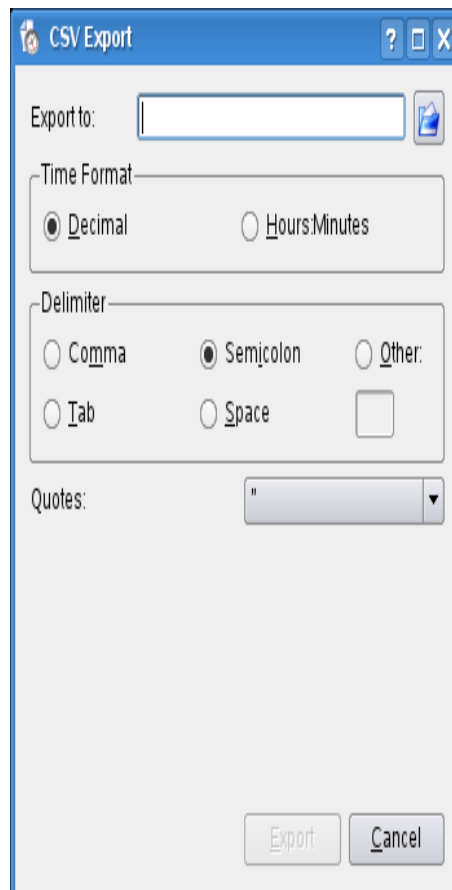 CSV Export
Export to:
Time Format
Decimal
Hours:Minutes
Delimiter
Comma
Semicolon
Other:
Tab
Space
Quotes: "
Export
Cancel